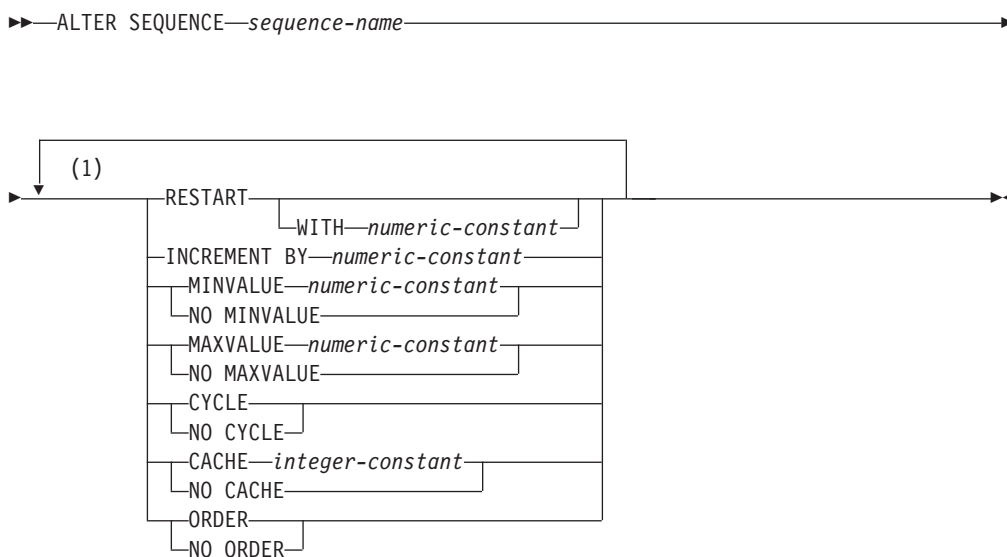 ALTER SEQUENCE sequence-name
(1)
RESTART
WITH numeric-constant
INCREMENT BY numeric-constant
MINVALUE numeric-constant
NO MINVALUE
MAXVALUE numeric-constant
NO MAXVALUE
CYCLE
NO CYCLE
CACHE integer-constant
NO CACHE
ORDER
NO ORDER